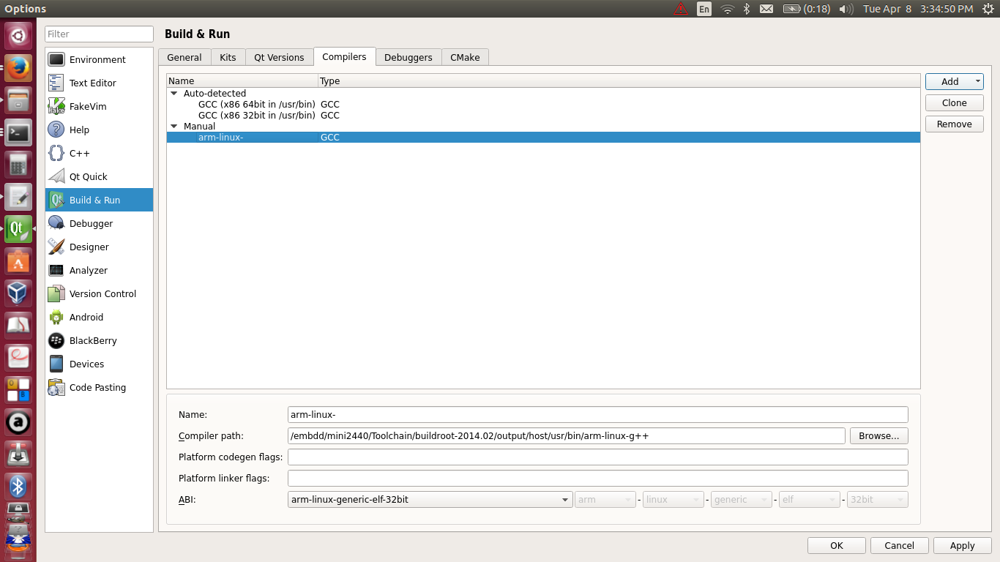 Options
En
(0:18)
Tue Apr 8 3:34:50 PM
Filter
Environment
Text Editor
Fake
FakeVim
Help
C++
Qt Quick
Build & Run
Debugger
Designer
Analyzer
Version Control
Android
BlackBerry
Devices
Code Pasting
Build & Run
General
Kits
Qt Versions
Compilers
Debuggers
CMake
Name Type
Auto-detected
GCC (x86 64bit in /usr/bin) GCC
GCC (x86 32bit in /usr/bin) GCC
Manual
arm-linux- GCC
Add
Clone
Remove
Name: arm-linux-
Compiler path: /embdd/mini2440/Toolchain/buildroot-2014.02/output/host/usr/bin/arm-linux-g++ Browse...
Platform codegen flags:
Platform linker flags:
ABI: arm-linux-generic-elf-32bit arm - linux - generic - elf - 32bit
OK Cancel Apply
Qt
a